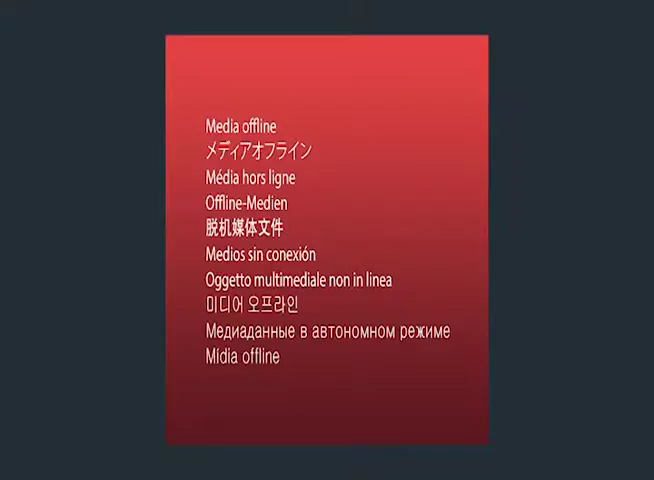 Media offline
メディアオフライン
Média hors ligne
Offline-Medien
脱机媒体文件
Medios sin conexión
Oggetto multimediale non in linea
미디어 오프라인
Медиаданные в автономном режиме
Mídia offline